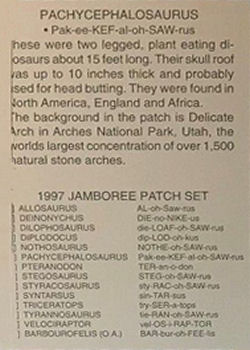 PACHYCEPHALOSAURUS
• Pak-ee-KEF-al-oh-SAW-rus
hese were two legged, plant eating di-
osaurs about 15 feet long. Their skull roof
was up to 10 inches thick and probably
sed for head butting. They were found in
North America, England and Africa.
The background in the patch is Delicate
Arch in Arches National Park, Utah, the
worlds largest concentration of over 1,500
natural stone arches.
1997 JAMBOREE PATCH SET
ALLOSAURUS AL-oh-Saw-rus
DEINONYCHUS DiE-no-NIKE-us
DILOPHOSAURUS die-LOAF-oh-SAW-rus
DIPLODOCUS dip-LOD-oh-kus
NOTHOSAURUS NOTHE-oh-SAW-rus
PACHYCEPHALOSAURUS Pak-ee-KEF-al-oh-SAW-rus
PTERANODON TER-an-o-don
STEGOSAURUS STEG-oh-SAW-rus
STYRACOSAURUS sty-RAC-oh-SAW-rus
SYNTARSUS sin-TAR-sus
TRICERATOPS try-SER-a-tops
TYRANNOSAURUS tie-RAN-oh-SAW-rus
VELOCIRAPTOR vel-OS-i-RAP-TOR
BARBOUROFELIS (O.A.) BAR-bur-oh-FEE-lis